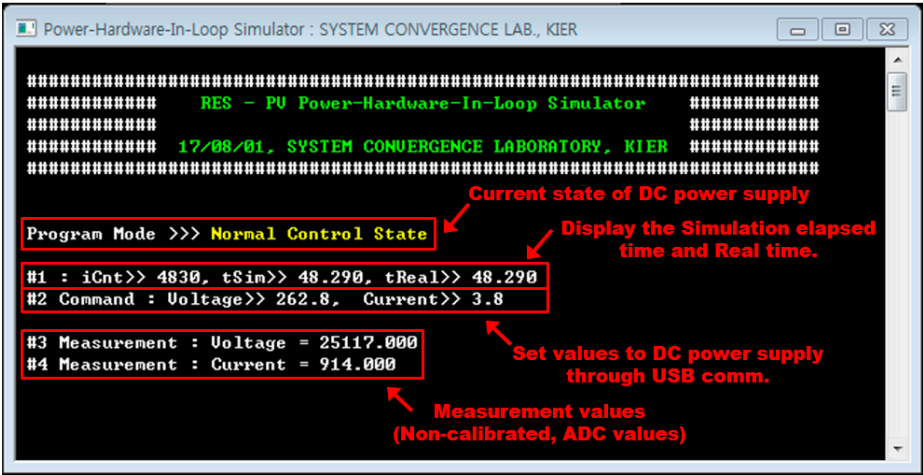 Power-Hardware-In-Loop Simulator : SYSTEM CONVERGENCE LAB., KIER
#########################################################################
############ RES - PV Power-Hardware-In-Loop Simulator ############
############ ############
############ 17/08/01, SYSTEM CONVERGENCE LABORATORY, KIER ############
#########################################################################
Current state of DC power supply
Program Mode >>> Normal Control State
Display the Simulation elapsed
time and Real time.
#1 : iCnt>> 4830, tSim>> 48.290, tReal>> 48.290
#2 Command : Voltage>> 262.8, Current>> 3.8
#3 Measurement : Voltage = 25117.000
#4 Measurement : Current = 914.000
Set values to DC power supply
through USB comm.
Measurement values
(Non-calibrated, ADC values)